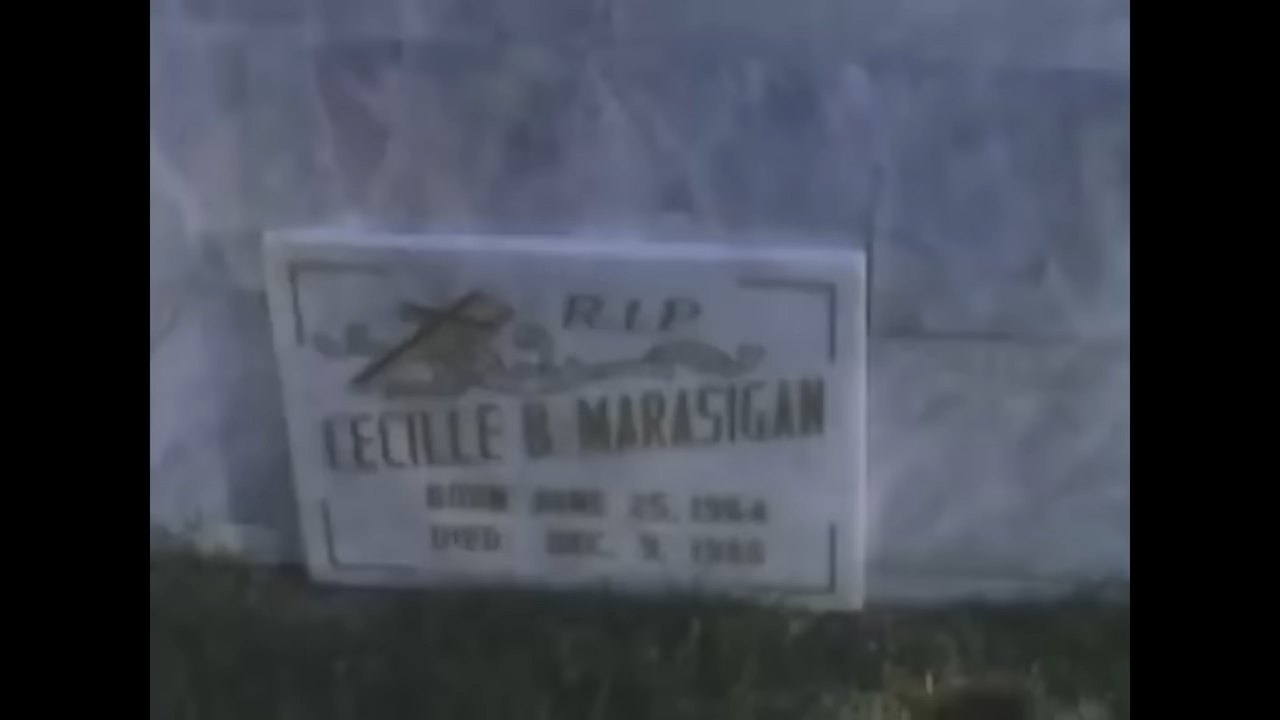 R.I.P
CECILLE B MARASIGAN
BORN JUNE 25, 1964
DIED DEC. 9,